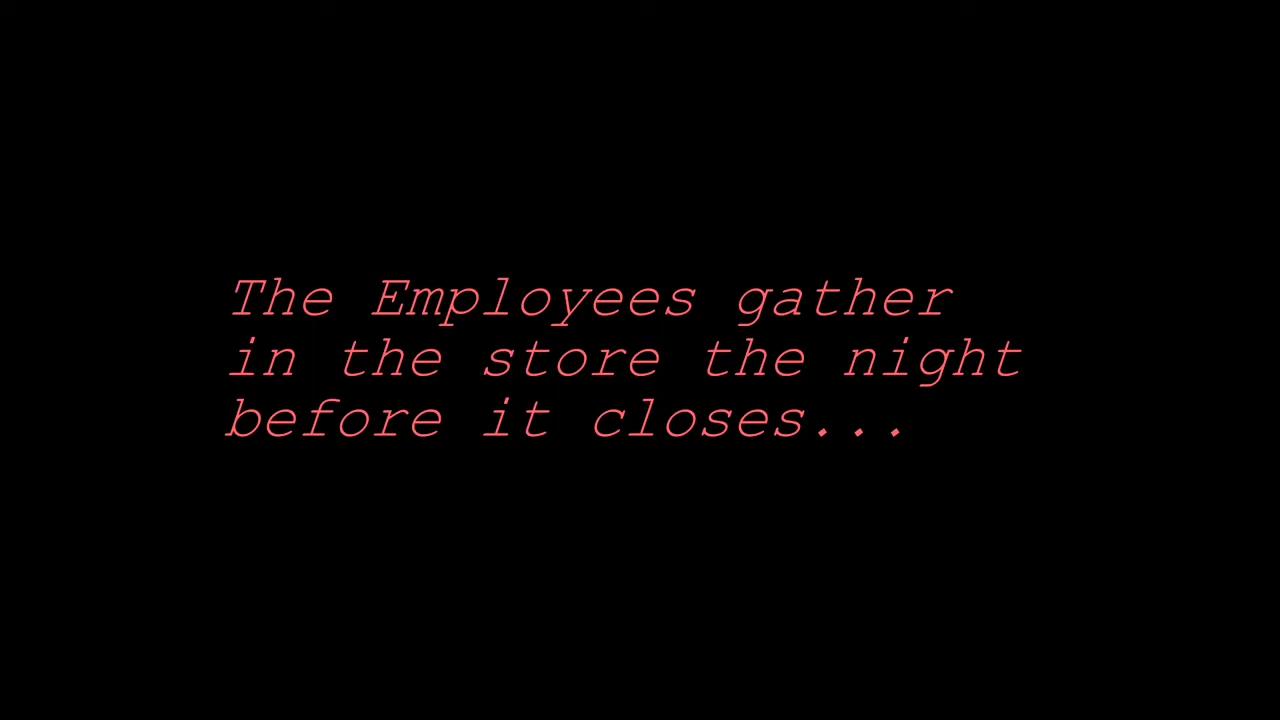 The Employees gather
in the store the night
before it closes...